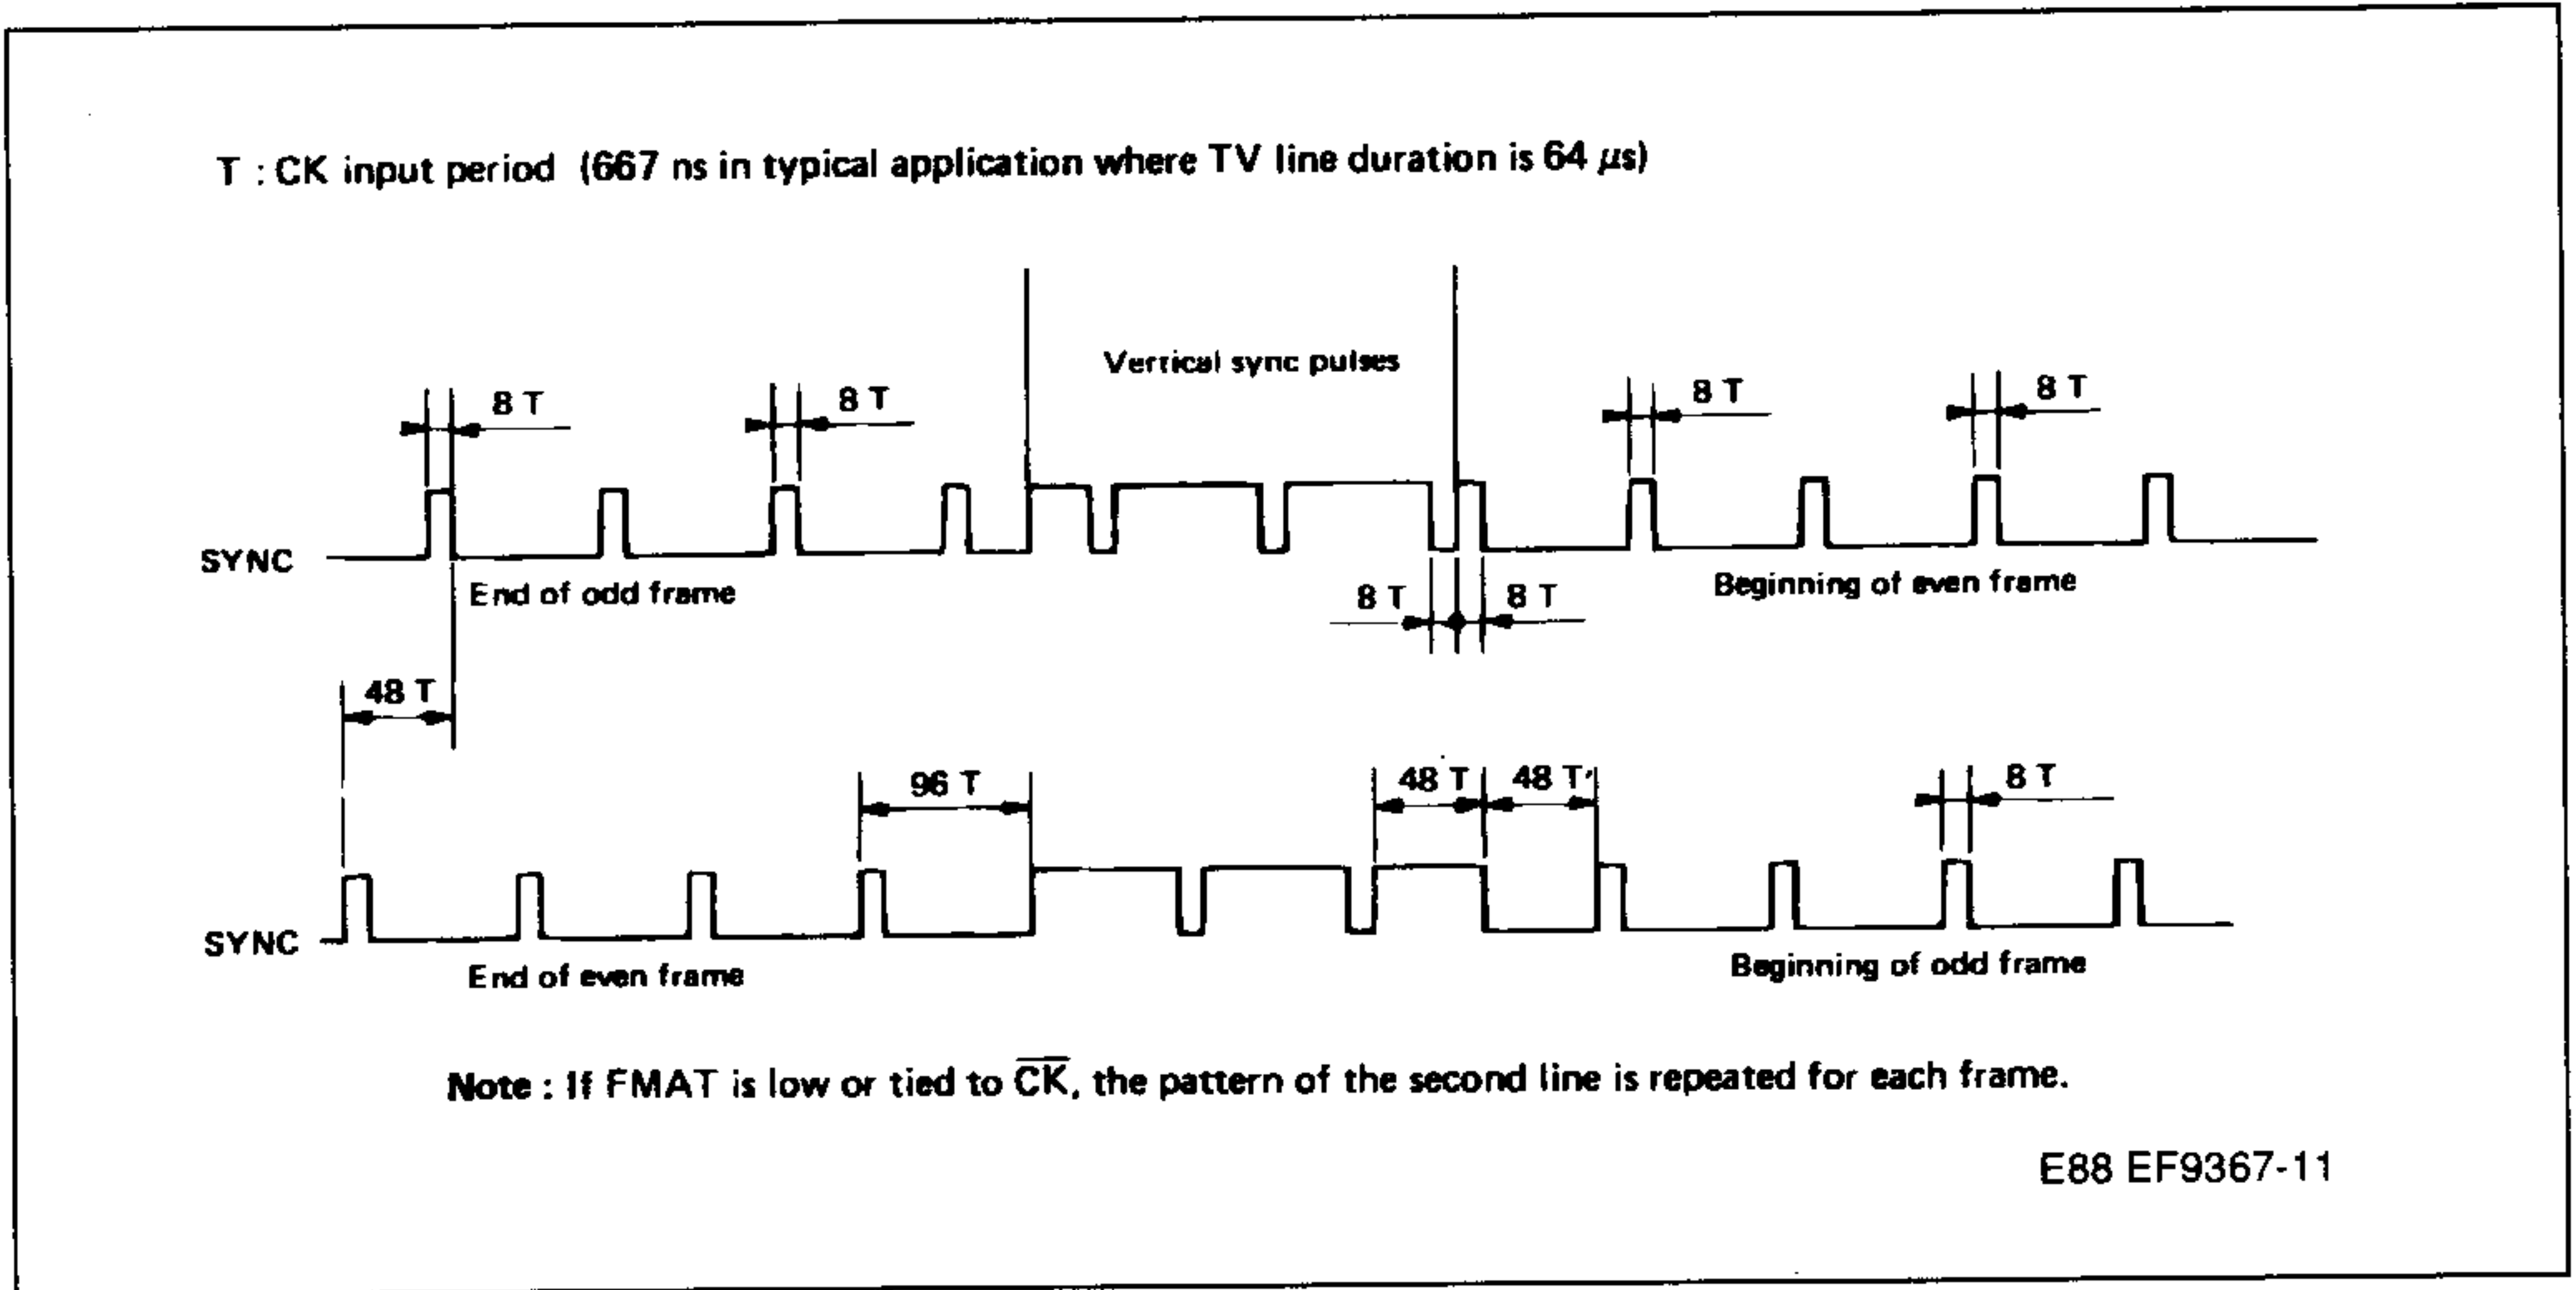 T : CK input period (667 ns in typical application where TV line duration is 64 µs)
Vertical sync pulses
8 T
8 T
8 T
8 T
SYNC
End of odd frame
8 T
8 T
Beginning of even frame
48 T
96 T
48 T
48 T
8 T
SYNC
End of even frame
Beginning of odd frame
Note : If FMAT is low or tied to C̅K̅, the pattern of the second line is repeated for each frame.
E88 EF9367-11